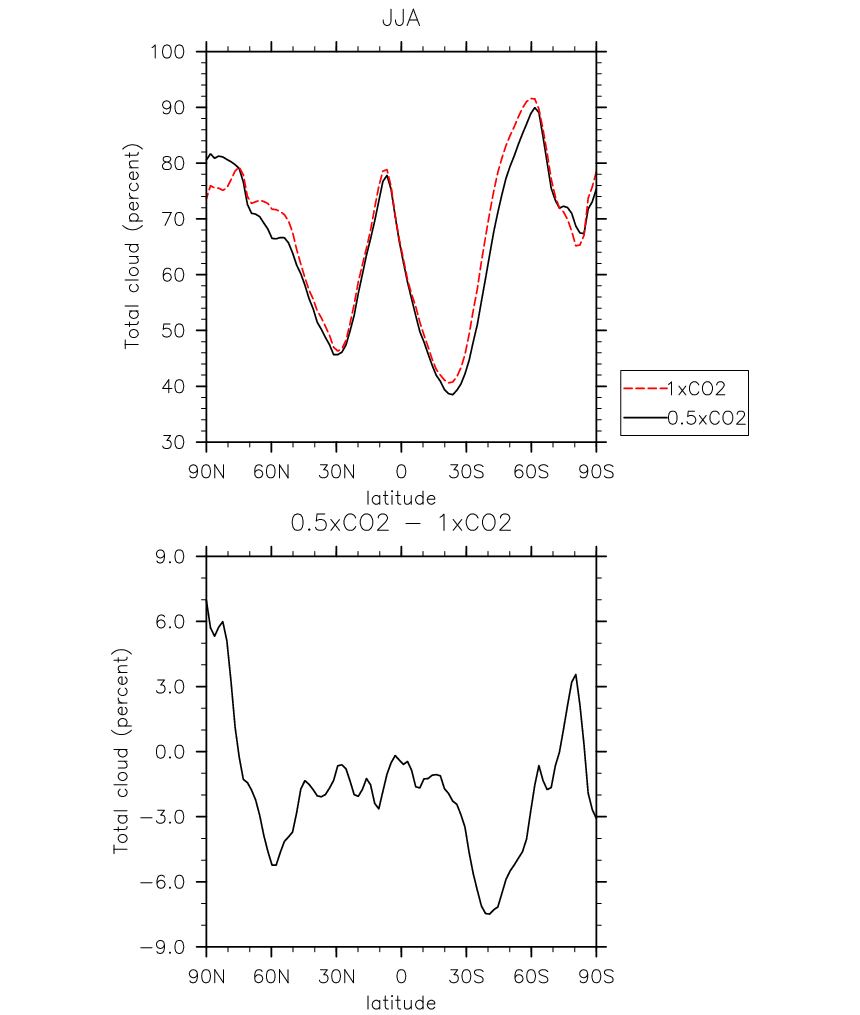 JJA
100
90
80
70
60
50
40
30
Total cloud (percent)
90N 60N 30N 0 30S 60S 90S
latitude
1xCO2
0.5xCO2
0.5xCO2 − 1xCO2
9.0
6.0
3.0
0.0
−3.0
−6.0
−9.0
Total cloud (percent)
90N 60N 30N 0 30S 60S 90S
latitude